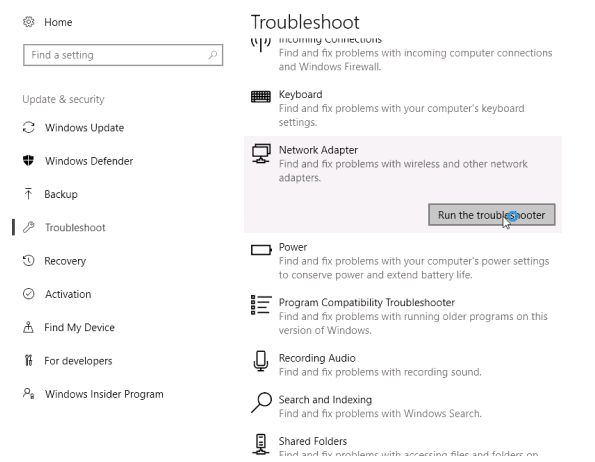 Home
Find a setting
Update & security
Windows Update
Windows Defender
Backup
Troubleshoot
Recovery
Activation
Find My Device
For developers
Windows Insider Program
Troubleshoot
Incoming Connections
Find and fix problems with incoming computer connections
and Windows Firewall.
Keyboard
Find and fix problems with your computer's keyboard
settings.
Network Adapter
Find and fix problems with wireless and other network
adapters.
Run the troubleshooter
Power
Find and fix problems with your computer's power settings
to conserve power and extend battery life.
Program Compatibility Troubleshooter
Find and fix problems with running older programs on this
version of Windows.
Recording Audio
Find and fix problems with recording sound.
Search and Indexing
Find and fix problems with Windows Search.
Shared Folders
Find and fix problems with accessing files and folders on